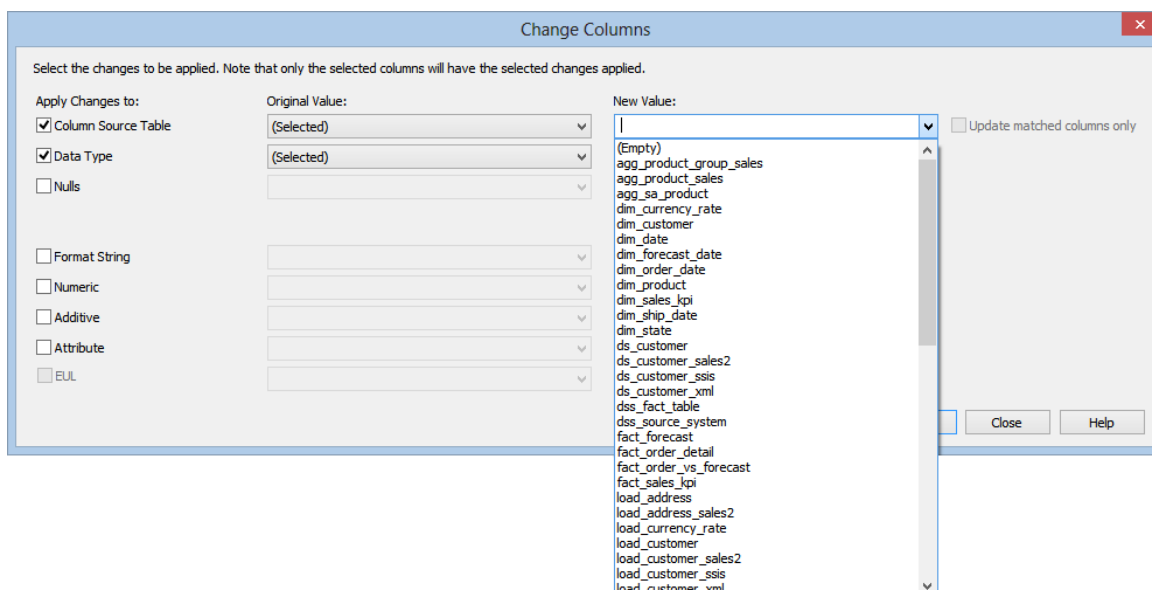 Change Columns
Select the changes to be applied. Note that only the selected columns will have the selected changes applied.
Apply Changes to: Original Value: New Value:
Column Source Table (Selected) Update matched columns only
Data Type (Selected)
Nulls
Format String
Numeric
Additive
Attribute
EUL
(Empty)
agg_product_group_sales
agg_product_sales
agg_sa_product
dim_currency_rate
dim_customer
dim_date
dim_forecast_date
dim_order_date
dim_product
dim_sales_kpi
dim_ship_date
dim_state
ds_customer
ds_customer_sales2
ds_customer_ssis
ds_customer_xml
dss_fact_table
dss_source_system
fact_forecast
fact_order_detail
fact_order_vs_forecast
fact_sales_kpi
load_address
load_address_sales2
load_currency_rate
load_customer
load_customer_sales2
load_customer_ssis
load_customer_xml
Close Help